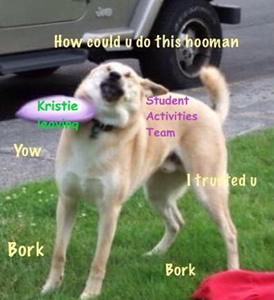 How could u do this hooman
Kristie
leaving
Student
Activities
Team
Yow
I trusted u
Bork
Bork